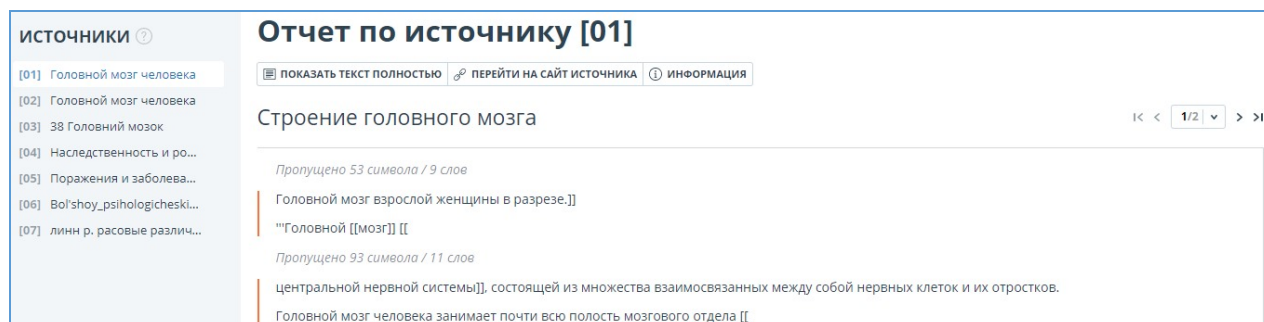 ИСТОЧНИКИ ?
[01] Головной мозг человека
[02] Головной мозг человека
[03] 38 Головний мозок
[04] Наследственность и ро...
[05] Поражения и заболева...
[06] Bol'shoy_psihologicheski...
[07] линн р. расовые различ...
Отчет по источнику [01]
ПОКАЗАТЬ ТЕКСТ ПОЛНОСТЬЮ ПЕРЕЙТИ НА САЙТ ИСТОЧНИКА ИНФОРМАЦИЯ
Строение головного мозга 1/2
Пропущено 53 символа / 9 слов
Головной мозг взрослой женщины в разрезе.]]
'''Головной [[мозг]] [[
Пропущено 93 символа / 11 слов
центральной нервной системы]], состоящей из множества взаимосвязанных между собой нервных клеток и их отростков.
Головной мозг человека занимает почти всю полость мозгового отдела [[